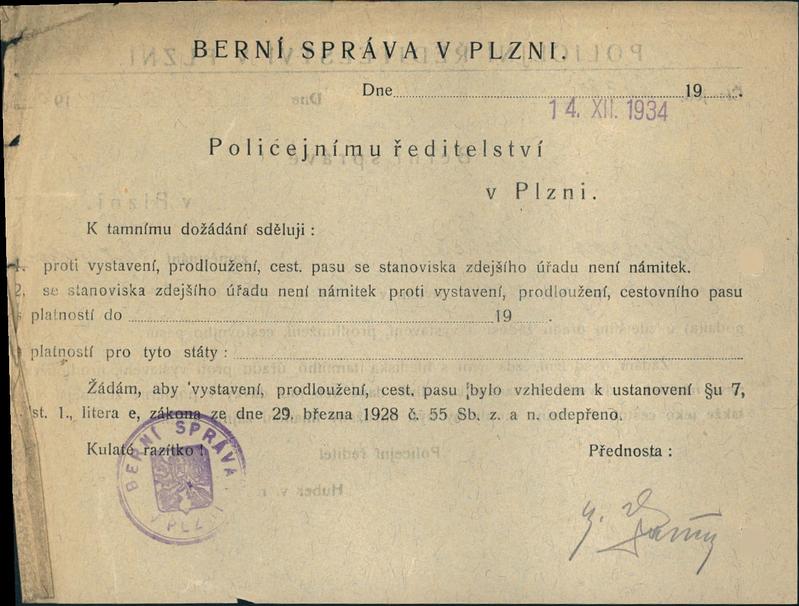 BERNÍ SPRÁVA V PLZNI.
Dne 19 .
14. XII. 1934
Policejnímu ředitelství
v Plzni.
K tamnímu dožádání sděluji :
1. proti vystavení, prodloužení, cest. pasu se stanoviska zdejšího úřadu není námitek.
2. se stanoviska zdejšího úřadu není námitek proti vystavení, prodloužení, cestovního pasu
s platností do 19 .
platností pro tyto státy :
Žádám, aby vystavení, prodloužení, cest. pasu bylo vzhledem k ustanovení §u 7,
st. 1., litera e, zákona ze dne 29. března 1928 č. 55 Sb. z. a n. odepřeno.
Kulaté razítko ! Přednosta :
BERNÍ SPRÁVA
V PLZNI